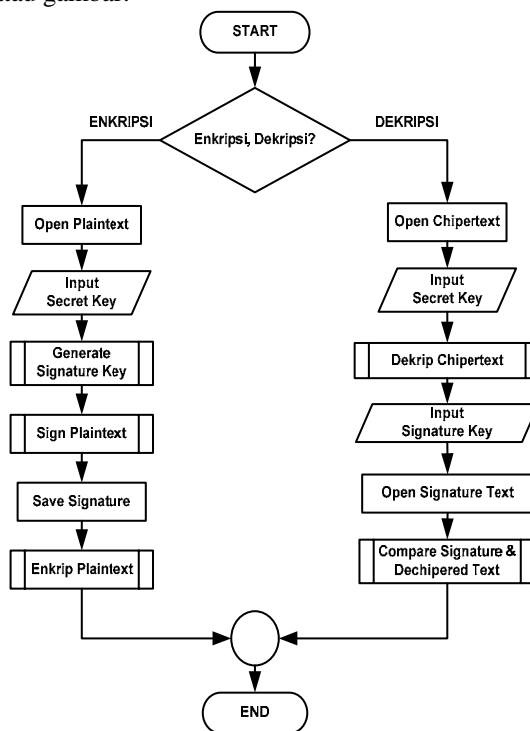 gambar.
START
ENKRIPSI
DEKRIPSI
Enkripsi, Dekripsi?
Open Plaintext
Input
Secret Key
Generate
Signature Key
Sign Plaintext
Save Signature
Enkrip Plaintext
Open Chipertext
Input
Secret Key
Dekrip Chipertext
Input
Signature Key
Open Signature Text
Compare Signature &
Dechipered Text
END